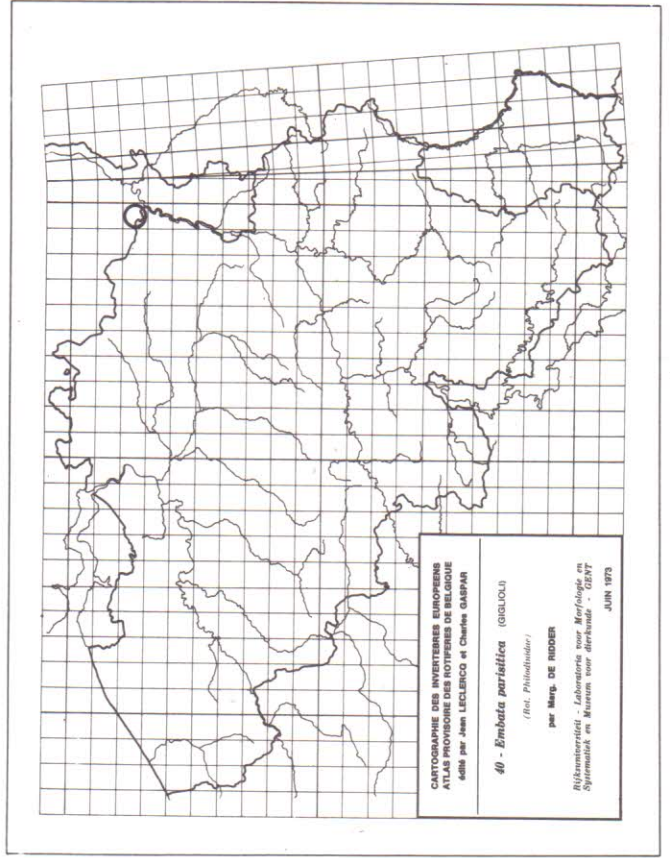 CARTOGRAPHIE DES INVERTEBRES EUROPEENS
ATLAS PROVISOIRE DES ROTIFERES DE BELGIQUE
édité par Jean LECLERCQ et Charles GASPAR
40 - Embata parisitica (GIGLIOLI)
(Rot. Philodinidae)
par Marg. DE RIDDER
Rijksuniversiteit - Laboratoria voor Morfologie en
Systematiek en Museum voor dierkunde - GENT
JUIN 1973